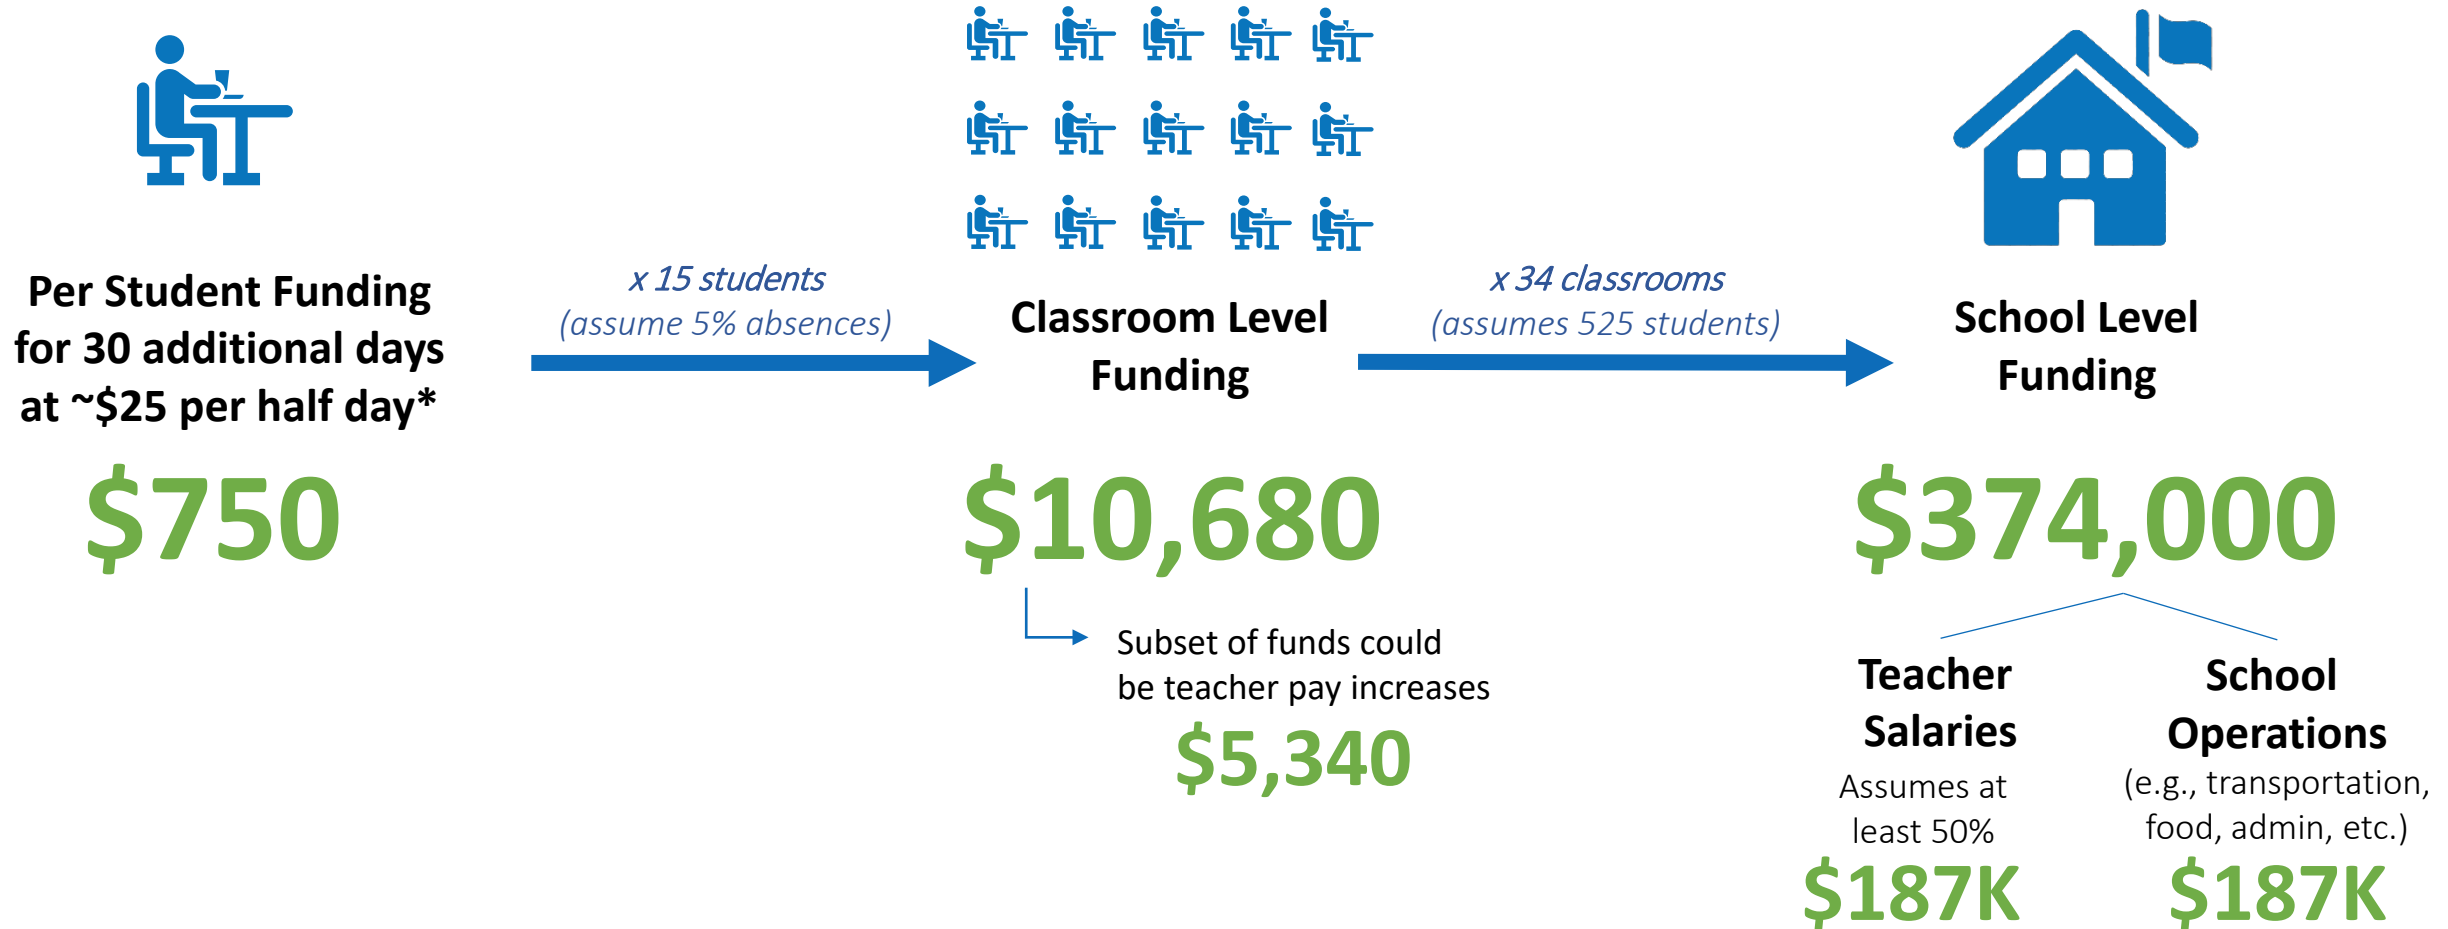 Per Student Funding
for 30 additional days
at ~$25 per half day*
$750
x 15 students
(assume 5% absences)
Classroom Level
Funding
$10,680
Subset of funds could
be teacher pay increases
$5,340
x 34 classrooms
(assumes 525 students)
School Level
Funding
$374,000
Teacher
Salaries
Assumes at
least 50%
$187K
School
Operations
(e.g., transportation,
food, admin, etc.)
$187K